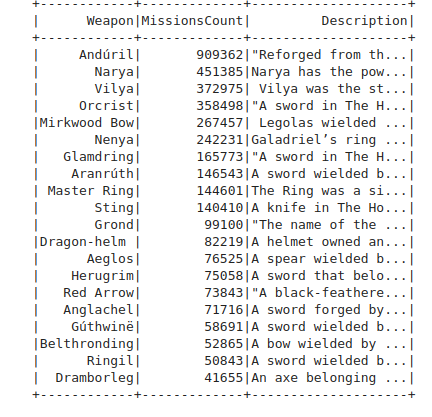 +------------+-------------+--------------------+
|      Weapon|MissionsCount|         Description|
+------------+-------------+--------------------+
|     Andúril|       909362|"Reforged from th...|
|       Narya|       451385|Narya has the pow...|
|       Vilya|       372975| Vilya was the st...|
|     Orcrist|       358498|"A sword in The H...|
|Mirkwood Bow|       267457| Legolas wielded ...|
|       Nenya|       242231|Galadriel’s ring ...|
|   Glamdring|       165773|"A sword in The H...|
|    Aranrúth|       146543|A sword wielded b...|
| Master Ring|       144601|The Ring was a si...|
|       Sting|       140410|A knife in The Ho...|
|       Grond|        99100|"The name of the ...|
|Dragon-helm |        82219|A helmet owned an...|
|      Aeglos|        76525|A spear wielded b...|
|    Herugrim|        75058|A sword that belo...|
|   Red Arrow|        73843|"A black-feathere...|
|   Anglachel|        71716|A sword forged by...|
|    Gúthwinë|        58691|A sword wielded b...|
|Belthronding|        52865|A bow wielded by ...|
|      Ringil|        50843|A sword wielded b...|
|  Dramborleg|        41655|An axe belonging ...|
+------------+-------------+--------------------+